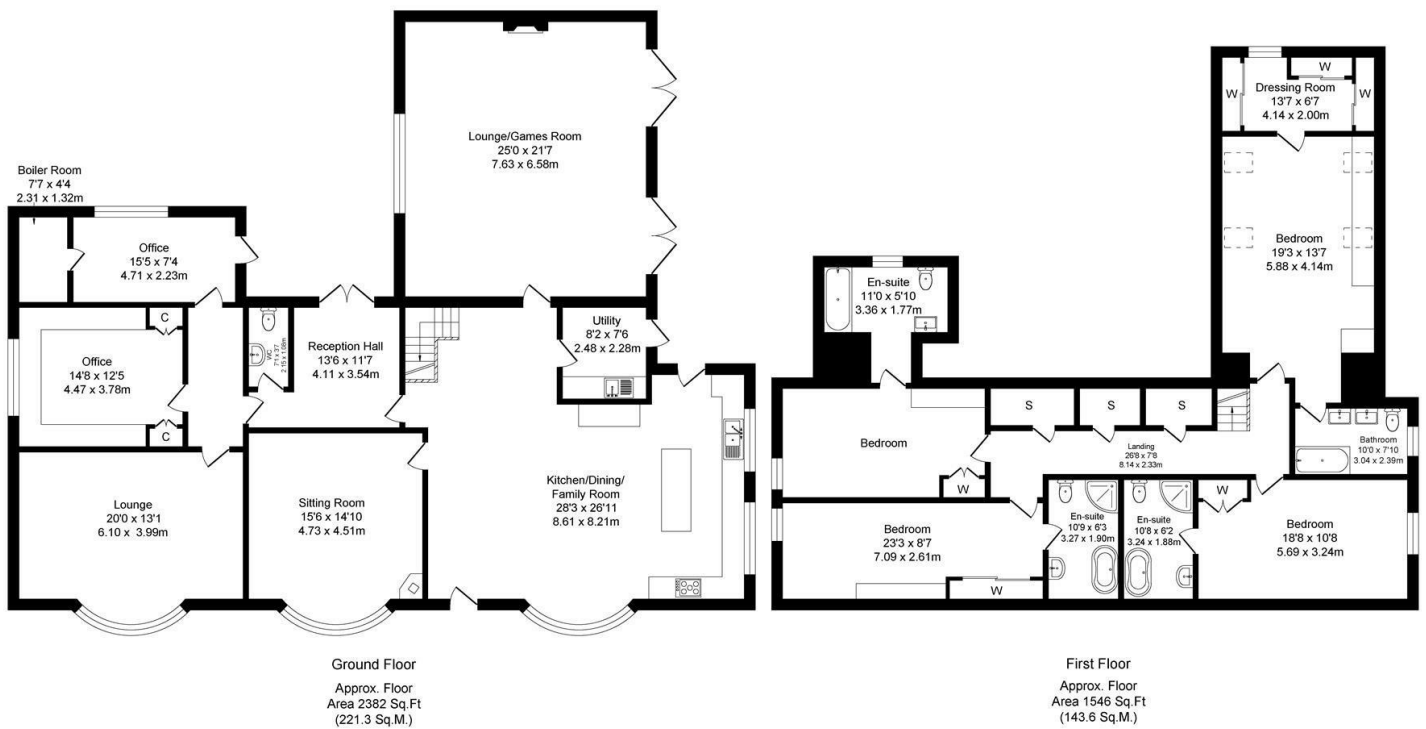 Lounge/Games Room
25'0 x 21'7
7.63 x 6.58m
Boiler Room
7'7 x 4'4
2.31 x 1.32m
Office
15'5 x 7'4
4.71 x 2.23m
C
Office
14'8 x 12'5
4.47 x 3.78m
C
WC
7'1 x 3'7
2.15 x 1.08m
Reception Hall
13'6 x 11'7
4.11 x 3.54m
Utility
8'2 x 7'6
2.48 x 2.28m
Lounge
20'0 x 13'1
6.10 x 3.99m
Sitting Room
15'6 x 14'10
4.73 x 4.51m
Kitchen/Dining/
Family Room
28'3 x 26'11
8.61 x 8.21m
Ground Floor
Approx. Floor
Area 2382 Sq.Ft
(221.3 Sq.M.)
W
W
W
Dressing Room
13'7 x 6'7
4.14 x 2.00m
Bedroom
19'3 x 13'7
5.88 x 4.14m
En-suite
11'0 x 5'10
3.36 x 1.77m
S
S
S
Bedroom
W
Landing
26'8 x 7'8
8.14 x 2.33m
Bathroom
10'0 x 7'10
3.04 x 2.39m
Bedroom
23'3 x 8'7
7.09 x 2.61m
W
En-suite
10'9 x 6'3
3.27 x 1.90m
En-suite
10'8 x 6'2
3.24 x 1.88m
W
Bedroom
18'8 x 10'8
5.69 x 3.24m
First Floor
Approx. Floor
Area 1546 Sq.Ft
(143.6 Sq.M.)